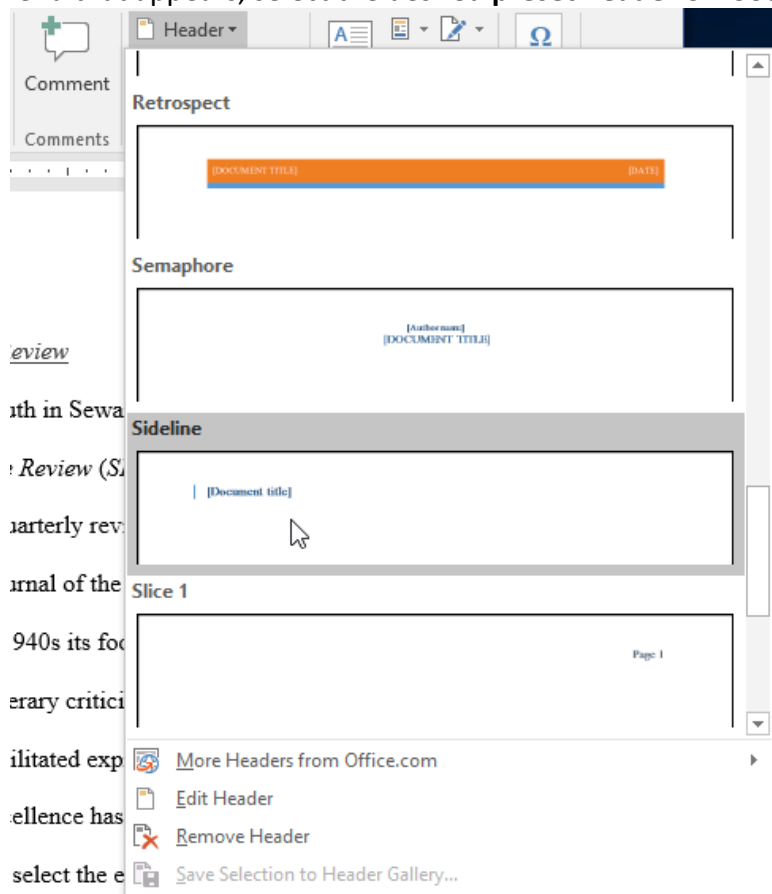 Header
Comment
Comments
A
Ω
Retrospect
[DOCUMENT TITLE] [DATE]
Semaphore
[Author name]
[DOCUMENT TITLE]
Sideline
[Document title]
Slice 1
Page 1
More Headers from Office.com
Edit Header
Remove Header
Save Selection to Header Gallery...
eview
uth in Sewa
e Review (S
uarterly rev
urnal of the
940s its foc
erary critici
ilitated exp
cellence has
select the e